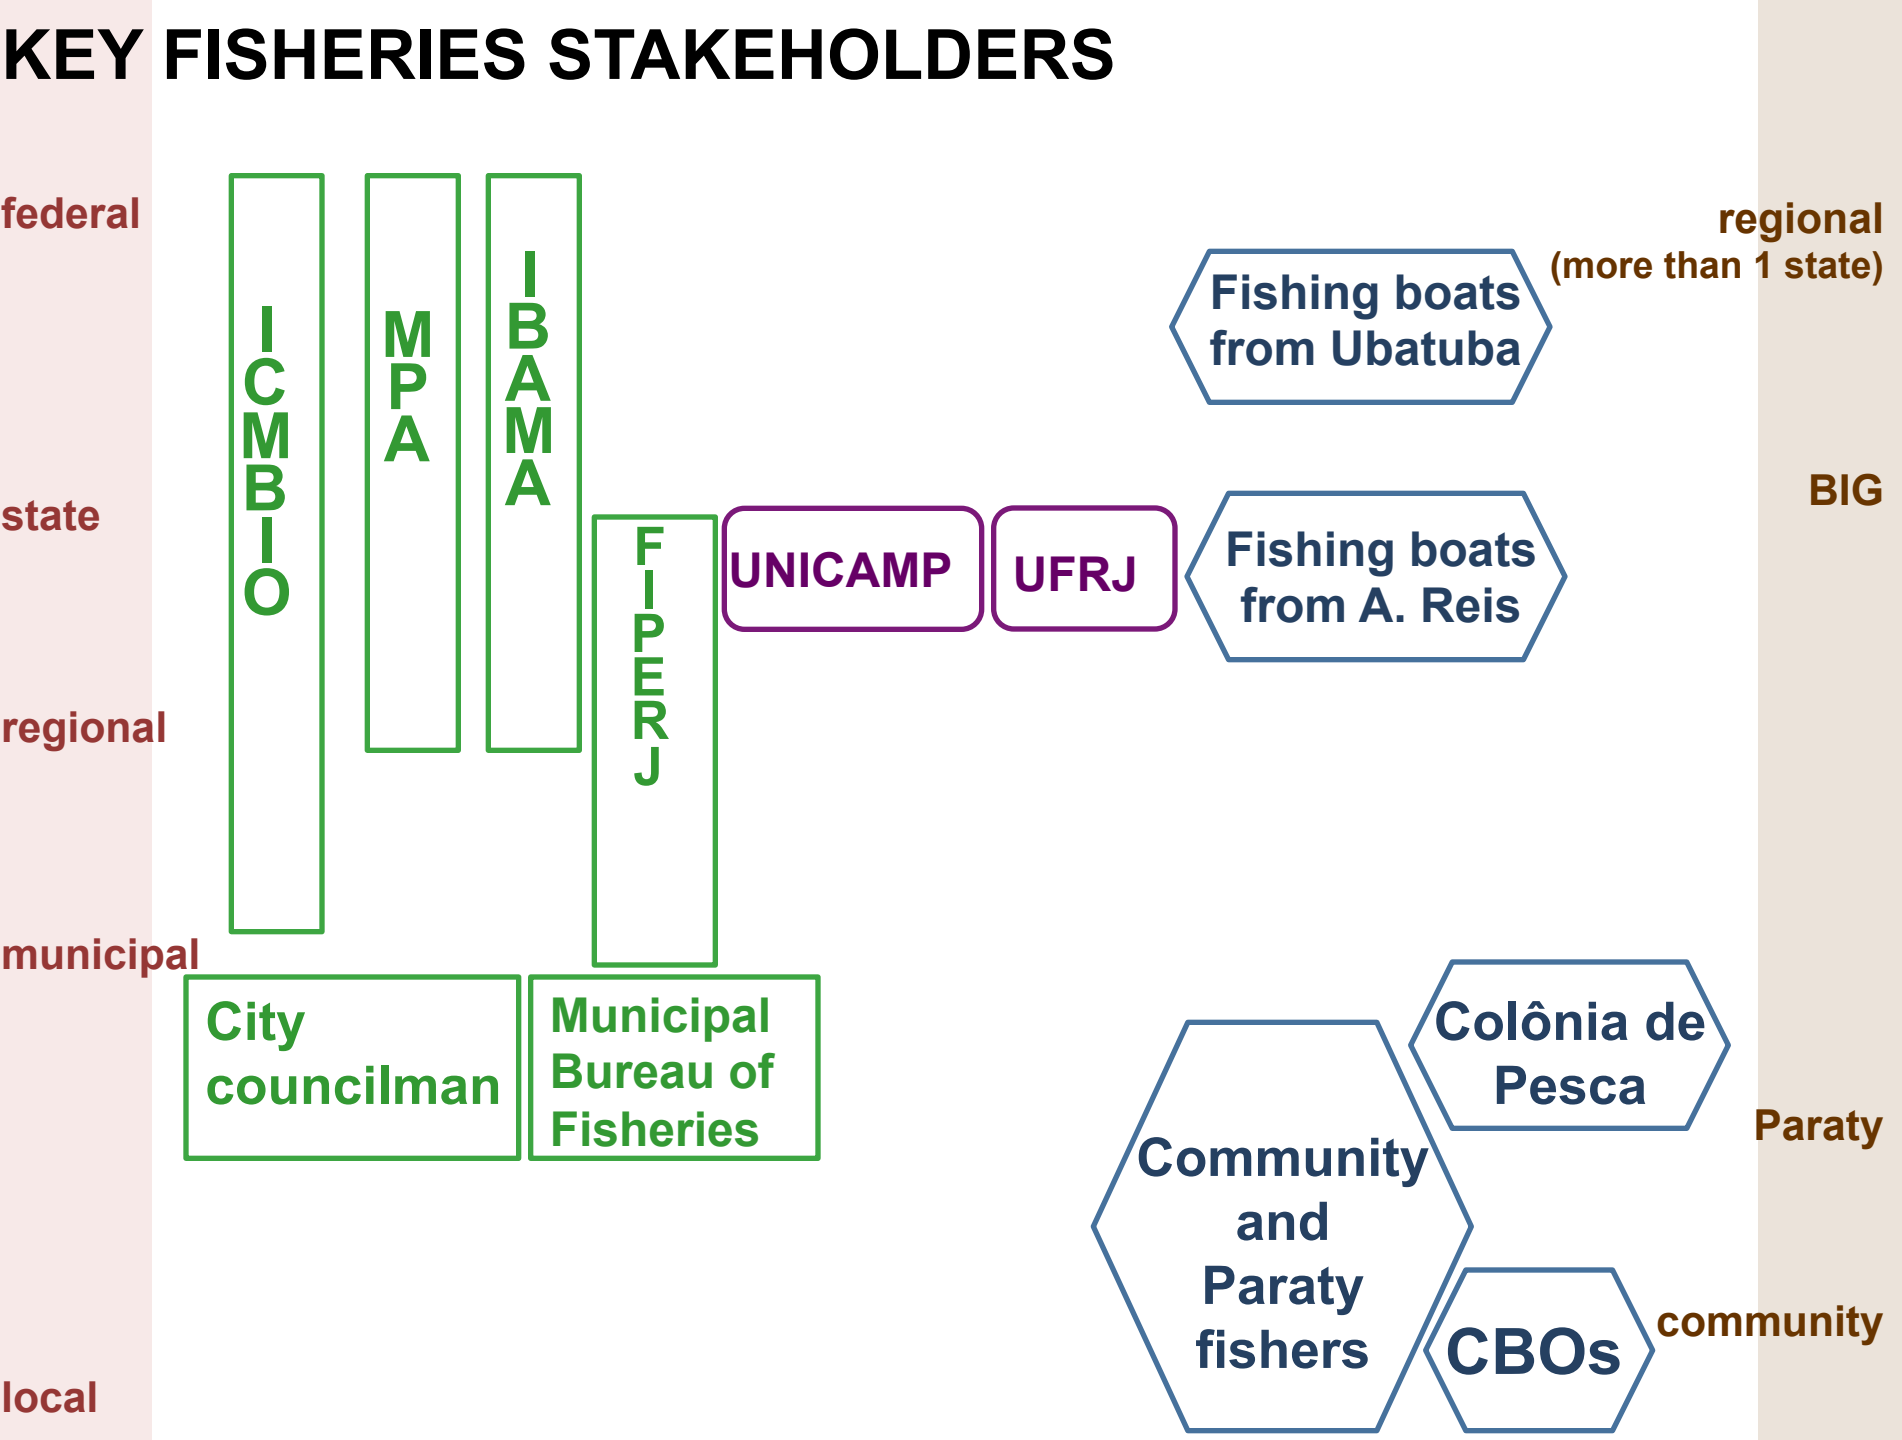 KEY FISHERIES STAKEHOLDERS
federal
state
regional
municipal
local
ICMBIO
MPA
IBAMA
FIPERJ
City
councilman
Municipal
Bureau of
Fisheries
UNICAMP
UFRJ
Fishing boats
from Ubatuba
Fishing boats
from A. Reis
Colônia de
Pesca
Community
and
Paraty
fishers
CBOs
regional
(more than 1 state)
BIG
Paraty
community